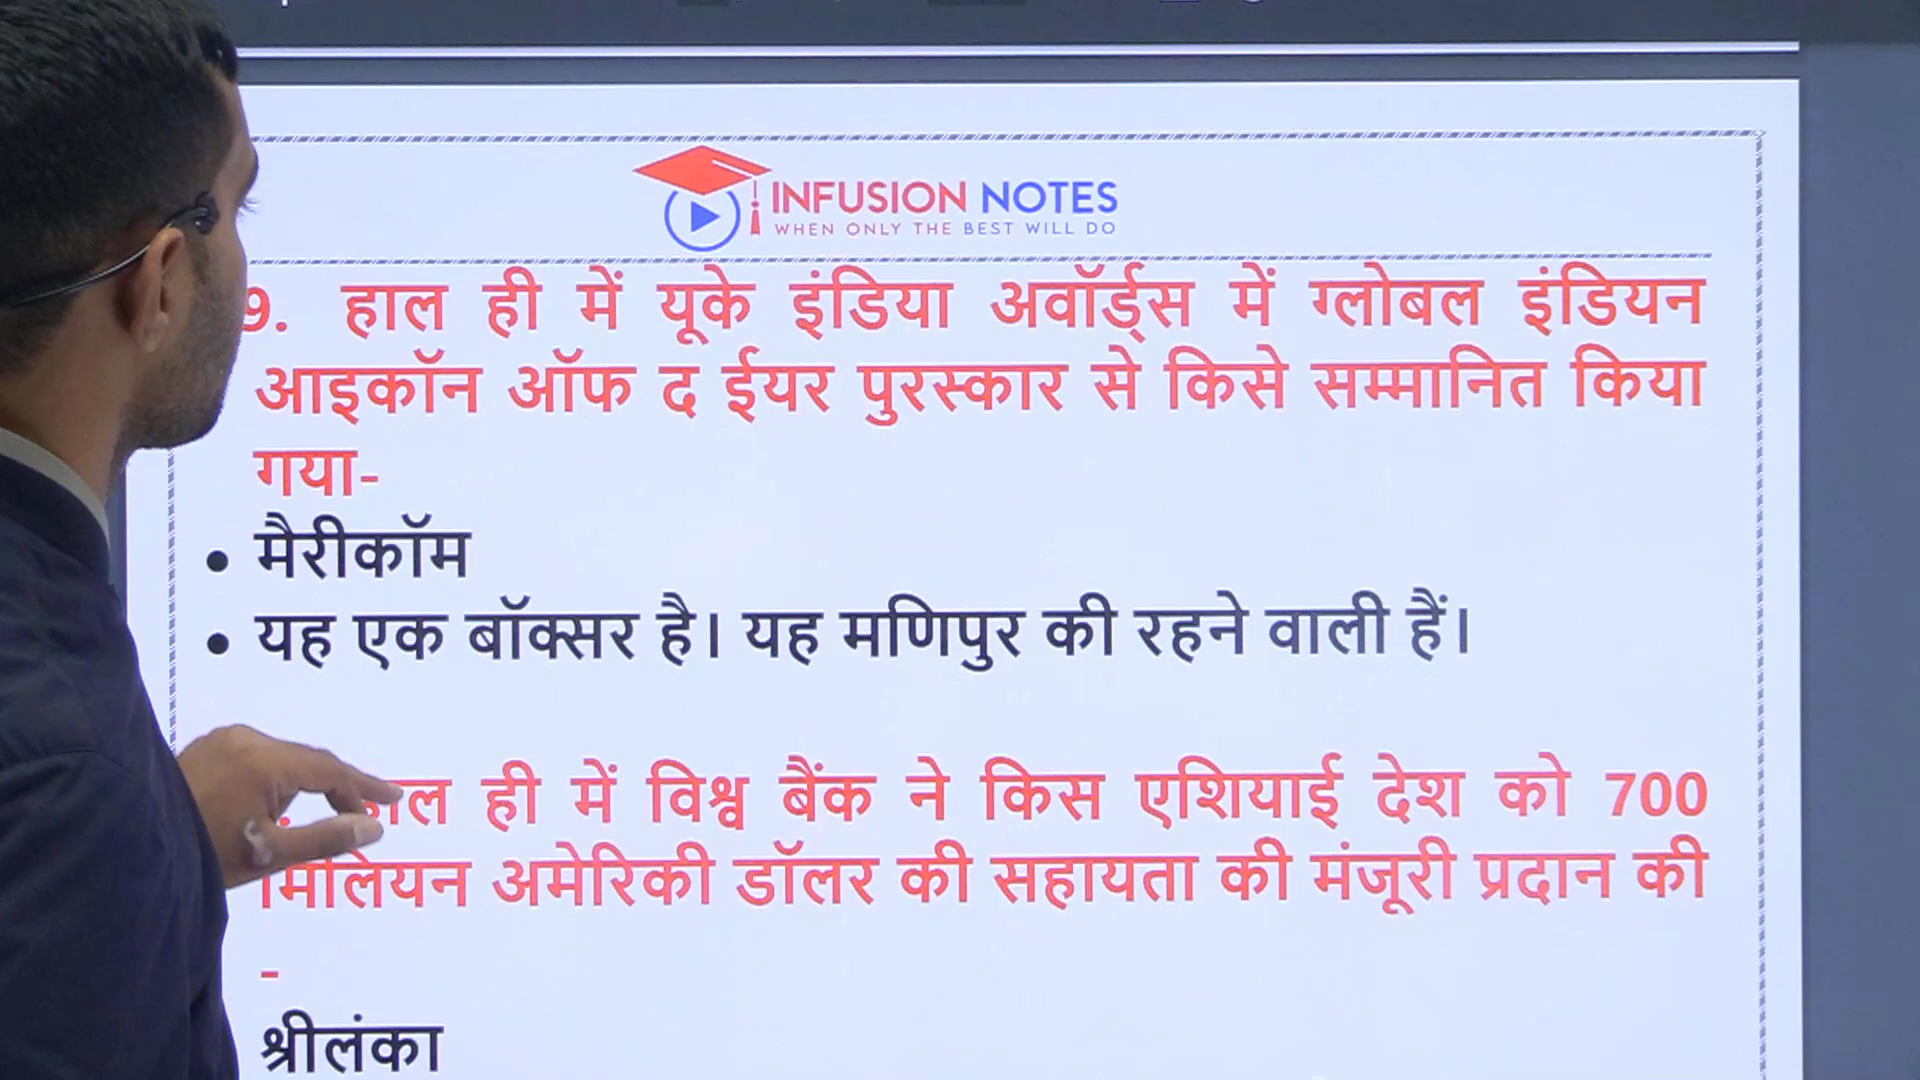 INFUSION NOTES
WHEN ONLY THE BEST WILL DO
9. हाल ही में यूके इंडिया अवॉर्ड्स में ग्लोबल इंडियन
आइकॉन ऑफ द ईयर पुरस्कार से किसे सम्मानित किया
गया-
• मैरीकॉम
• यह एक बॉक्सर है। यह मणिपुर की रहने वाली हैं।
हाल ही में विश्व बैंक ने किस एशियाई देश को 700
मिलियन अमेरिकी डॉलर की सहायता की मंजूरी प्रदान की
-
श्रीलंका